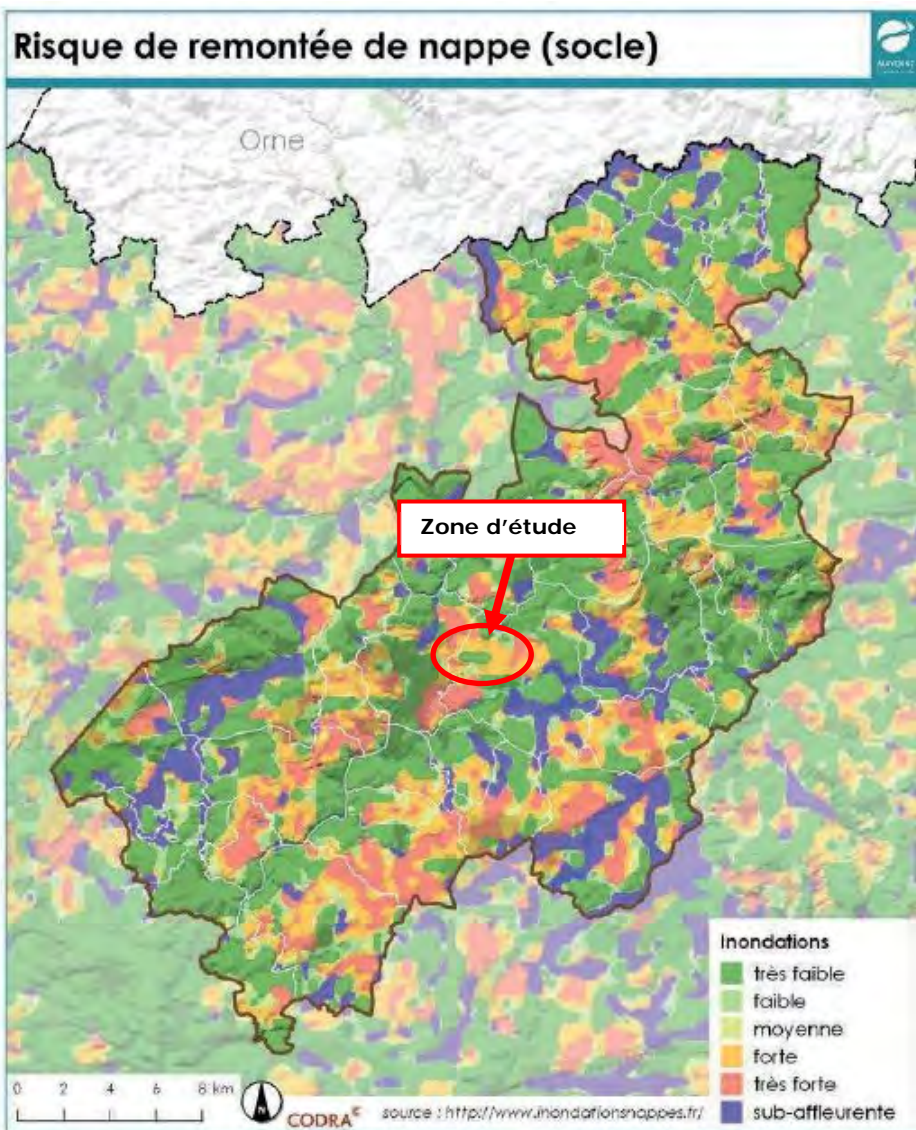 Risque de remontée de nappe (socle)
Orne
Zone d'étude
Inondations
très faible
faible
moyenne
forte
très forte
sub-affleurente
0 2 4 6 8 km
N
CODRA
source : http://www.inondationsnappes.fr/